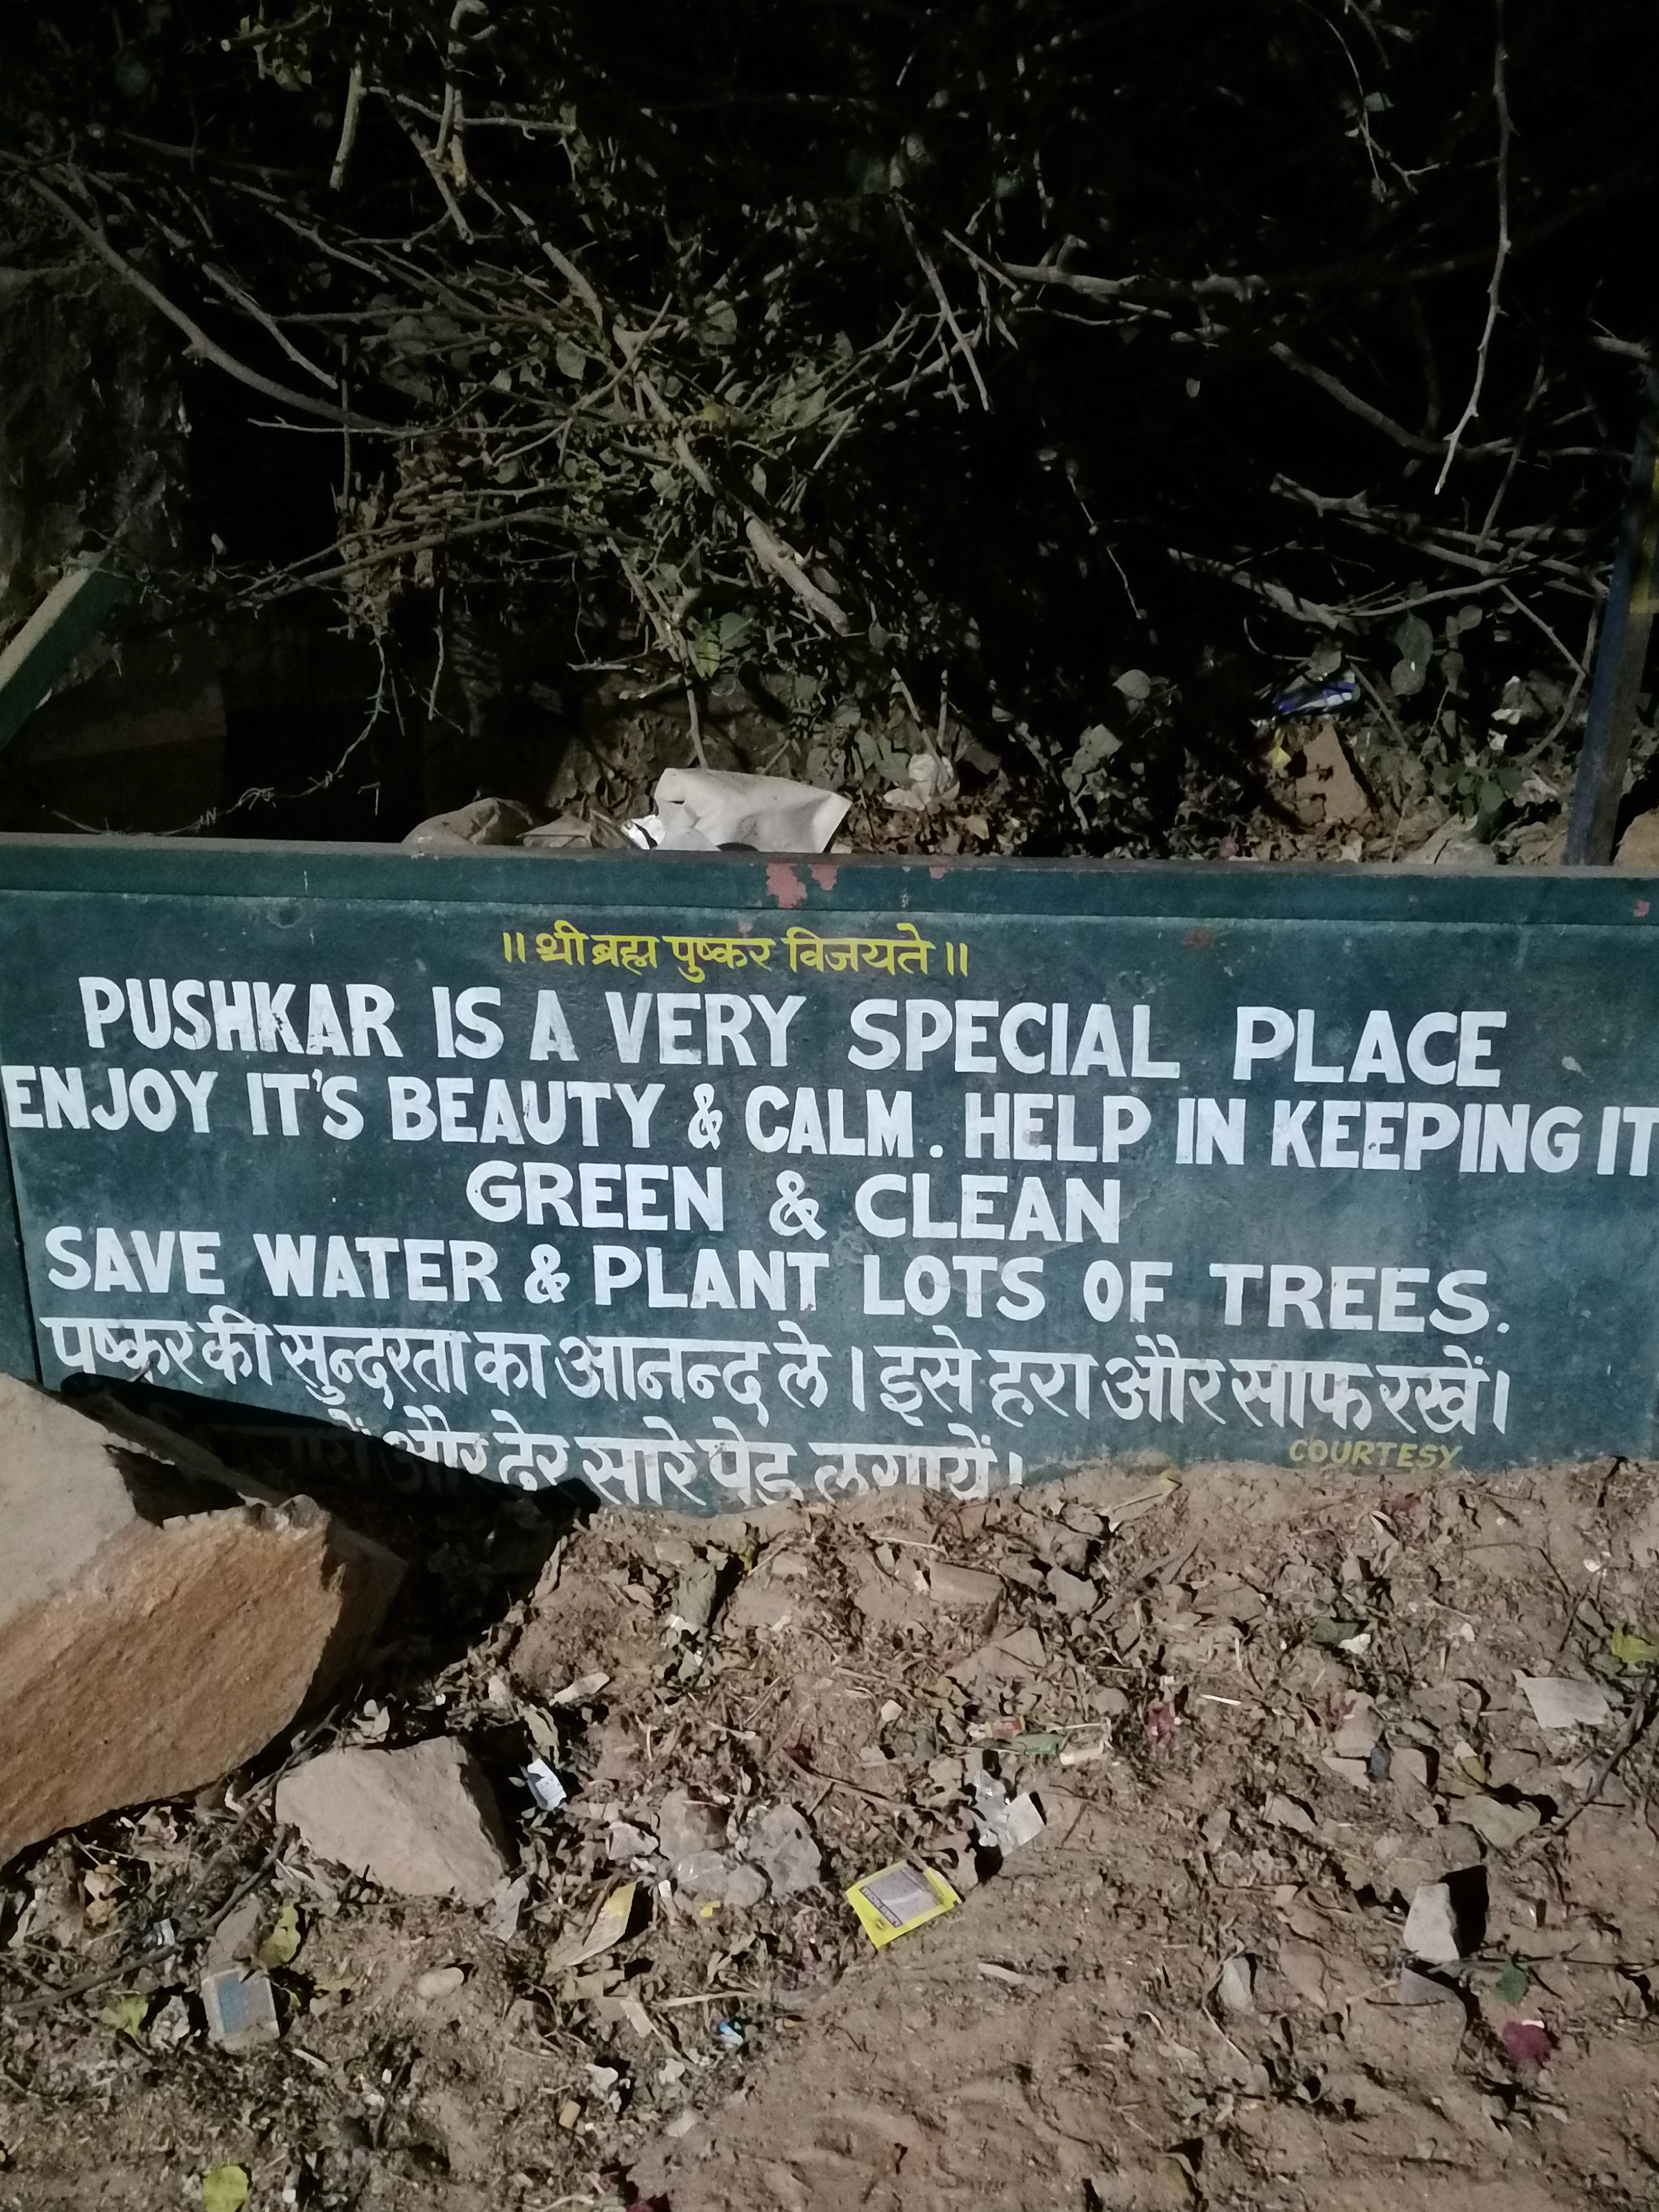 ॥ श्री ब्रह्म पुष्कर विजयते ॥
PUSHKAR IS A VERY SPECIAL PLACE
ENJOY IT'S BEAUTY & CALM. HELP IN KEEPING IT
GREEN & CLEAN
SAVE WATER & PLANT LOTS OF TREES.
पुष्कर की सुन्दरता का आनन्द ले। इसे हरा और साफ रखें।
और ढेर सारे पेड़ लगायें।
COURTESY